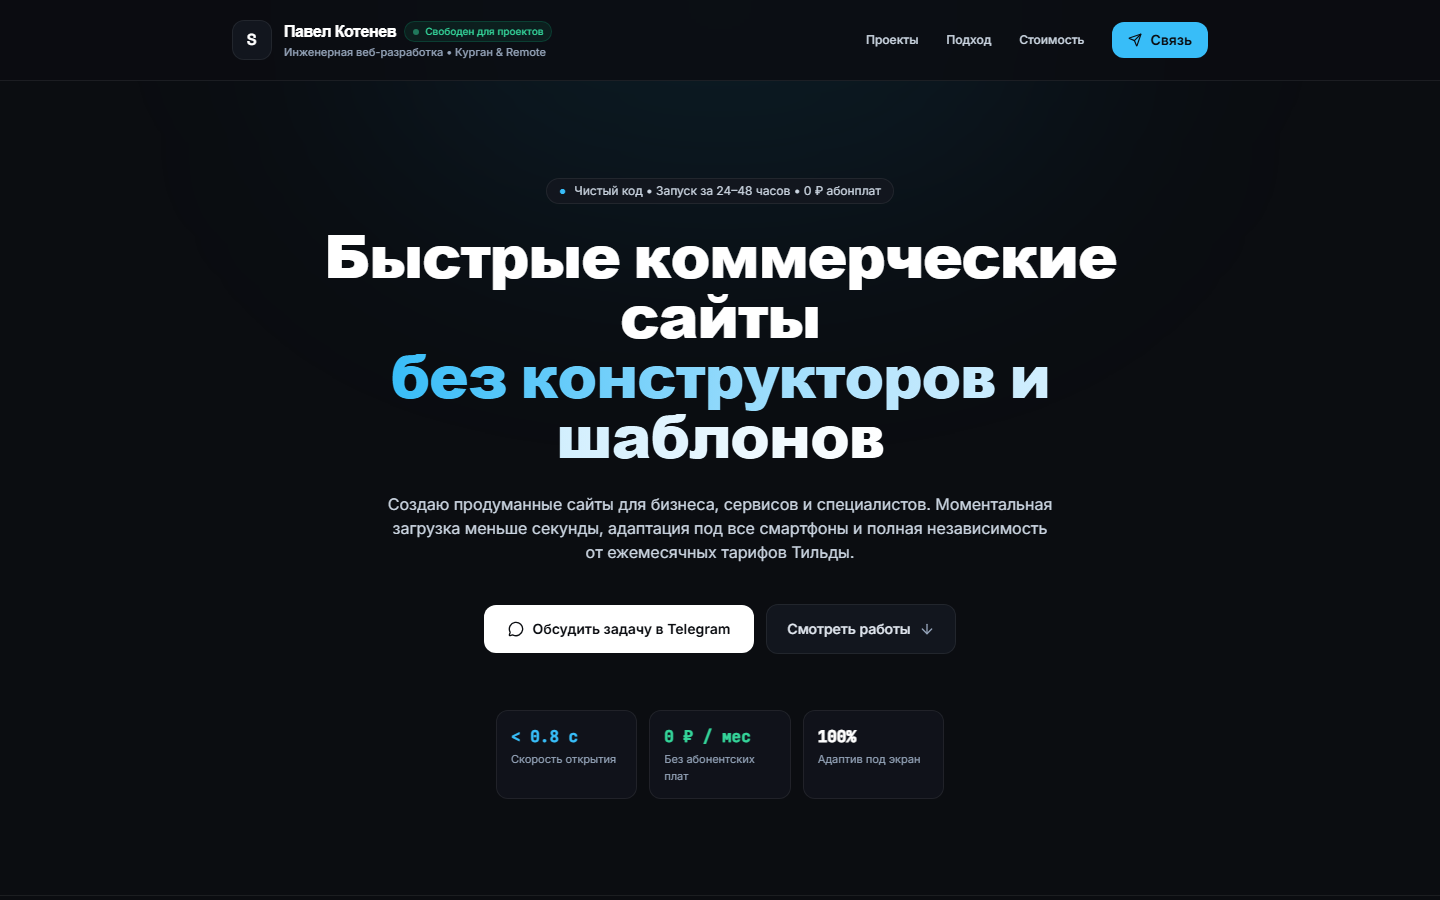 S
Павел Котенев
Свободен для проектов
Инженерная веб-разработка • Курган & Remote
Проекты
Подход
Стоимость
Связь
Чистый код • Запуск за 24–48 часов • 0 ₽ абонплат
Быстрые коммерческие
сайты
без конструкторов и
шаблонов
Создаю продуманные сайты для бизнеса, сервисов и специалистов. Моментальная
загрузка меньше секунды, адаптация под все смартфоны и полная независимость
от ежемесячных тарифов Тильды.
Обсудить задачу в Telegram
Смотреть работы
< 0.8 с
Скорость открытия
0 ₽ / мес
Без абонентских
плат
100%
Адаптив под экран